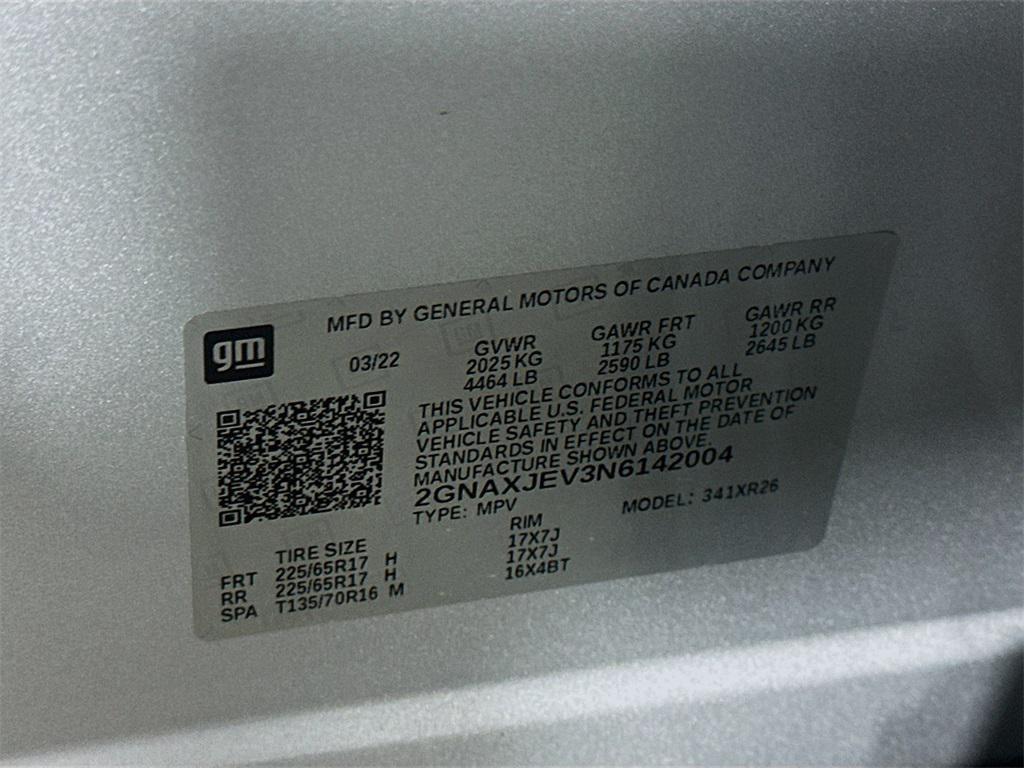 gm
MFD BY GENERAL MOTORS OF CANADA COMPANY
03/22
GVWR
2025 KG
4464 LB
GAWR FRT
1175 KG
2590 LB
GAWR RR
1200 KG
2645 LB
THIS VEHICLE CONFORMS TO ALL
APPLICABLE U.S. FEDERAL MOTOR
VEHICLE SAFETY AND THEFT PREVENTION
STANDARDS IN EFFECT ON THE DATE OF
MANUFACTURE SHOWN ABOVE.
2GNAXJEV3N6142004
TYPE: MPV
MODEL: 341XR26
TIRE SIZE
RIM
FRT 225/65R17 H 17X7J
RR 225/65R17 H 17X7J
SPA T135/70R16 M 16X4BT